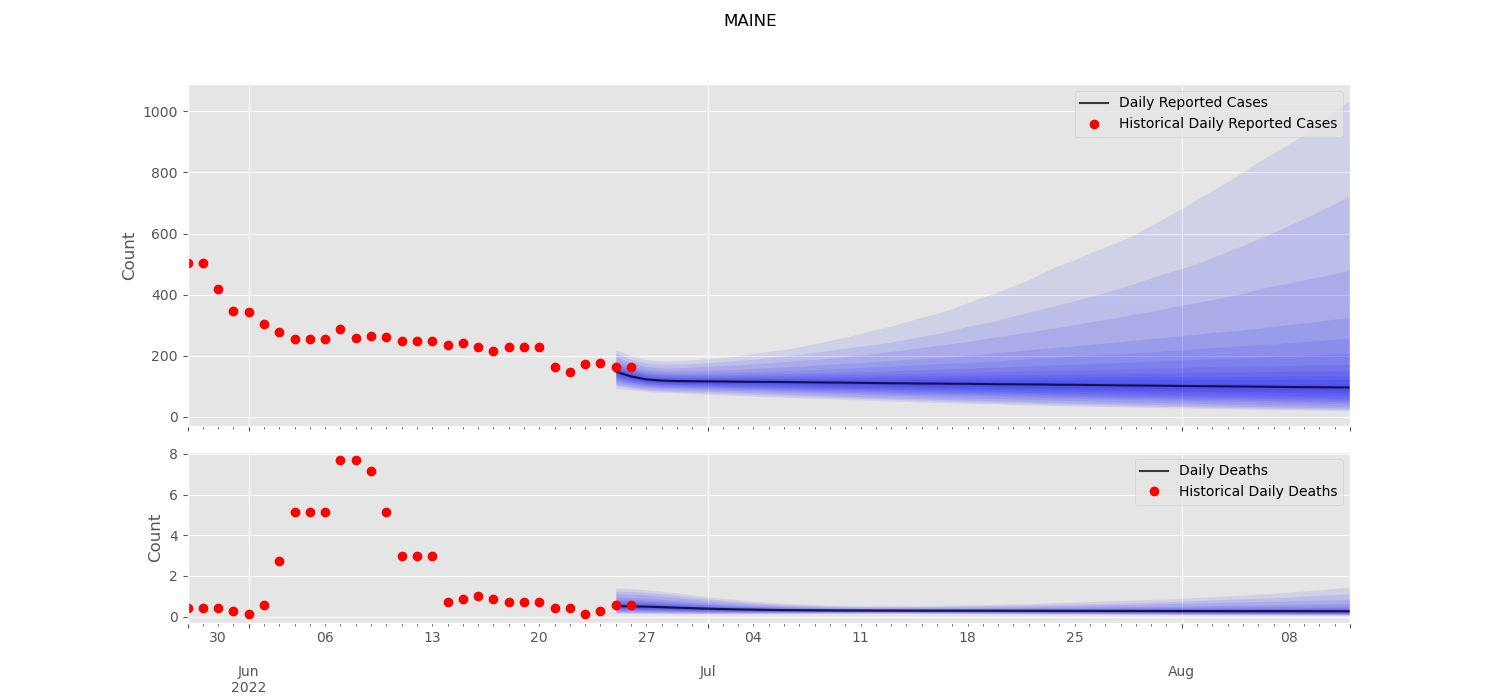 MAINE
Daily Reported Cases
Historical Daily Reported Cases
1000
800
600
400
200
0
Count
Daily Deaths
Historical Daily Deaths
8
6
4
2
0
Count
30 06 13 20 27 04 11 18 25 08
Jun Jul Aug
2022